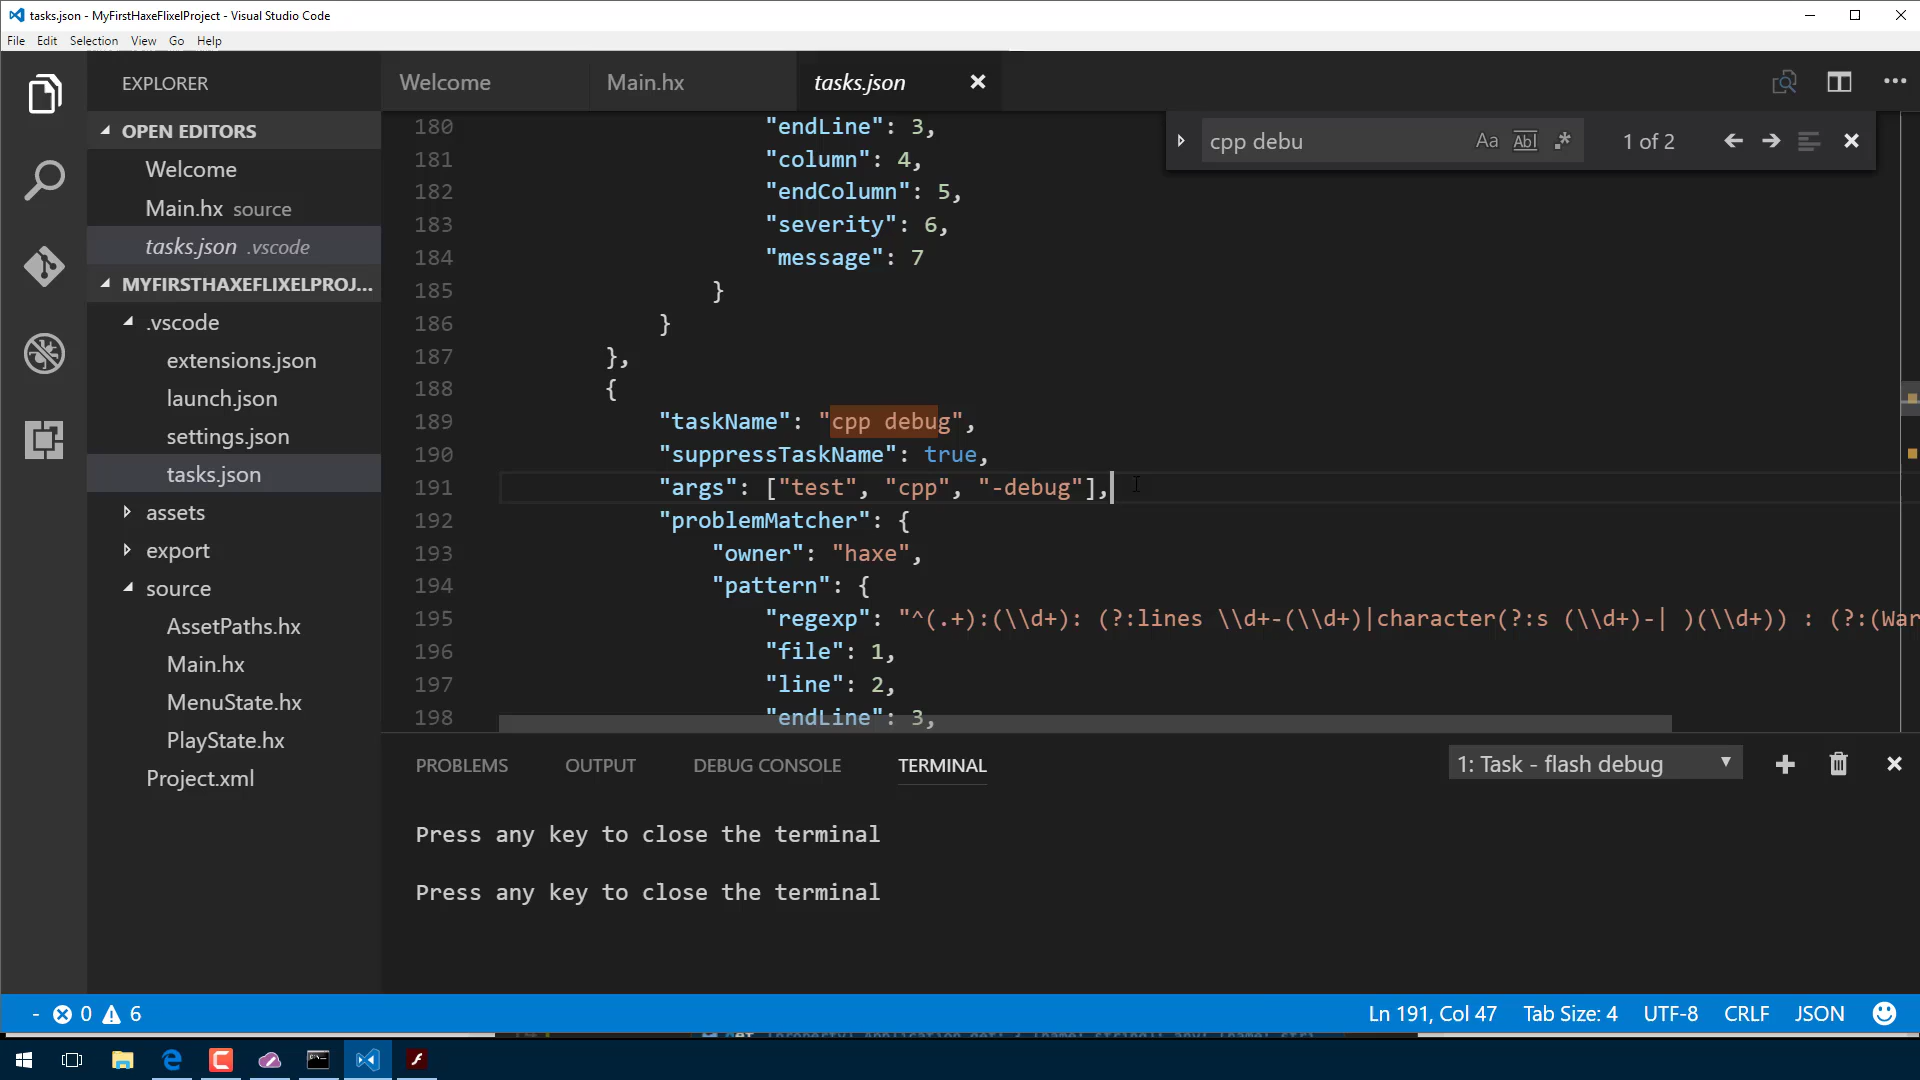 tasks.json - MyFirstHaxeFlixelProject - Visual Studio Code
File Edit Selection View Go Help
EXPLORER
OPEN EDITORS
Welcome
Main.hx source
tasks.json .vscode
MYFIRSTHAXEFLIXELPROJ...
.vscode
extensions.json
launch.json
settings.json
tasks.json
assets
export
source
AssetPaths.hx
Main.hx
MenuState.hx
PlayState.hx
Project.xml
Welcome Main.hx tasks.json
cpp debu Aa Abl .* 1 of 2
180 "endLine": 3,
181 "column": 4,
182 "endColumn": 5,
183 "severity": 6,
184 "message": 7
185 }
186 }
187 },
188 {
189 "taskName": "cpp debug",
190 "suppressTaskName": true,
191 "args": ["test", "cpp", "-debug"],
192 "problemMatcher": {
193 "owner": "haxe",
194 "pattern": {
195 "regexp": "^(.+):(\\d+): (?:lines \\d+-(\\d+)|character(?:s (\\d+)-| )(\\d+)) : (?:(War
196 "file": 1,
197 "line": 2,
198 "endLine": 3,
PROBLEMS OUTPUT DEBUG CONSOLE TERMINAL 1: Task - flash debug
Press any key to close the terminal
Press any key to close the terminal
- 0 6 Ln 191, Col 47 Tab Size: 4 UTF-8 CRLF JSON